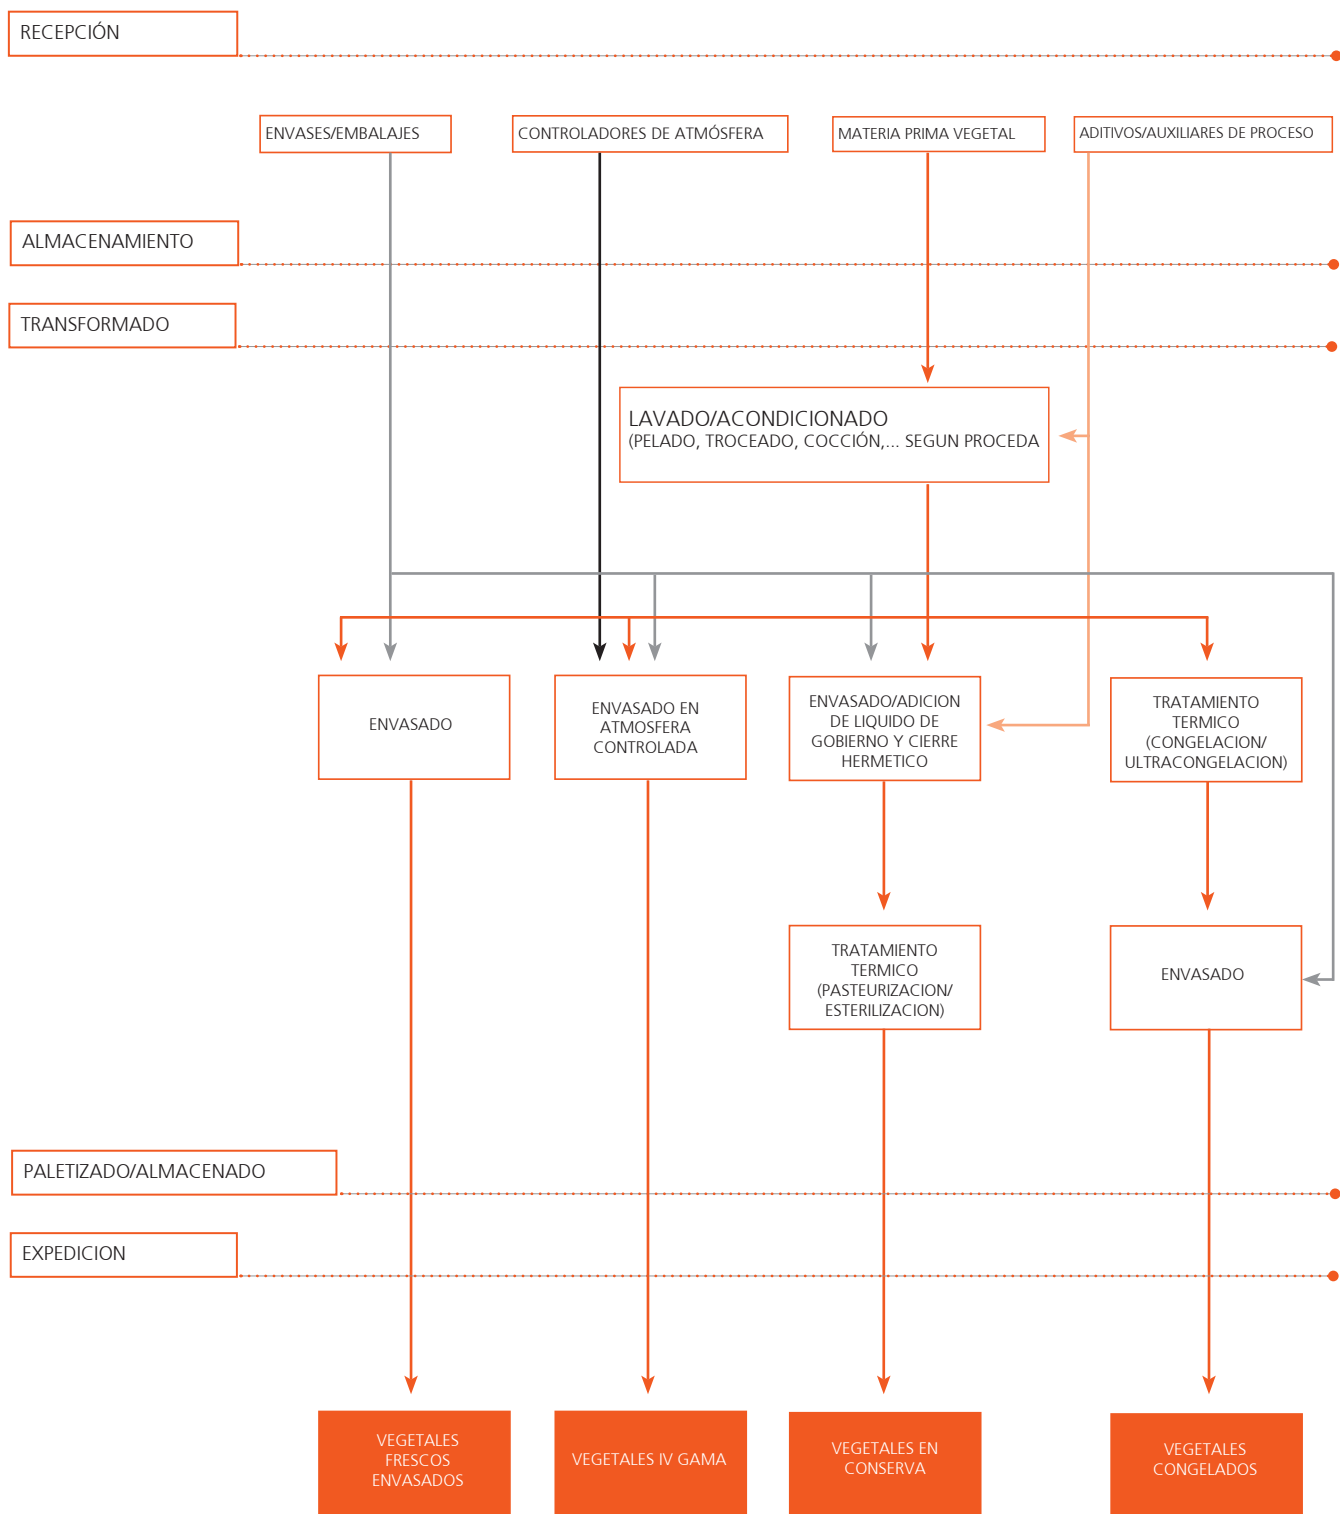 RECEPCIÓN
ENVASES/EMBALAJES
CONTROLADORES DE ATMÓSFERA
MATERIA PRIMA VEGETAL
ADITIVOS/AUXILIARES DE PROCESO
ALMACENAMIENTO
TRANSFORMADO
LAVADO/ACONDICIONADO
(PELADO, TROCEADO, COCCIÓN,... SEGUN PROCEDA
ENVASADO
ENVASADO EN
ATMOSFERA
CONTROLADA
ENVASADO/ADICION
DE LIQUIDO DE
GOBIERNO Y CIERRE
HERMETICO
TRATAMIENTO
TERMICO
(CONGELACION/
ULTRACONGELACION)
TRATAMIENTO
TERMICO
(PASTEURIZACION/
ESTERILIZACION)
ENVASADO
PALETIZADO/ALMACENADO
EXPEDICION
VEGETALES
FRESCOS
ENVASADOS
VEGETALES IV GAMA
VEGETALES EN
CONSERVA
VEGETALES
CONGELADOS